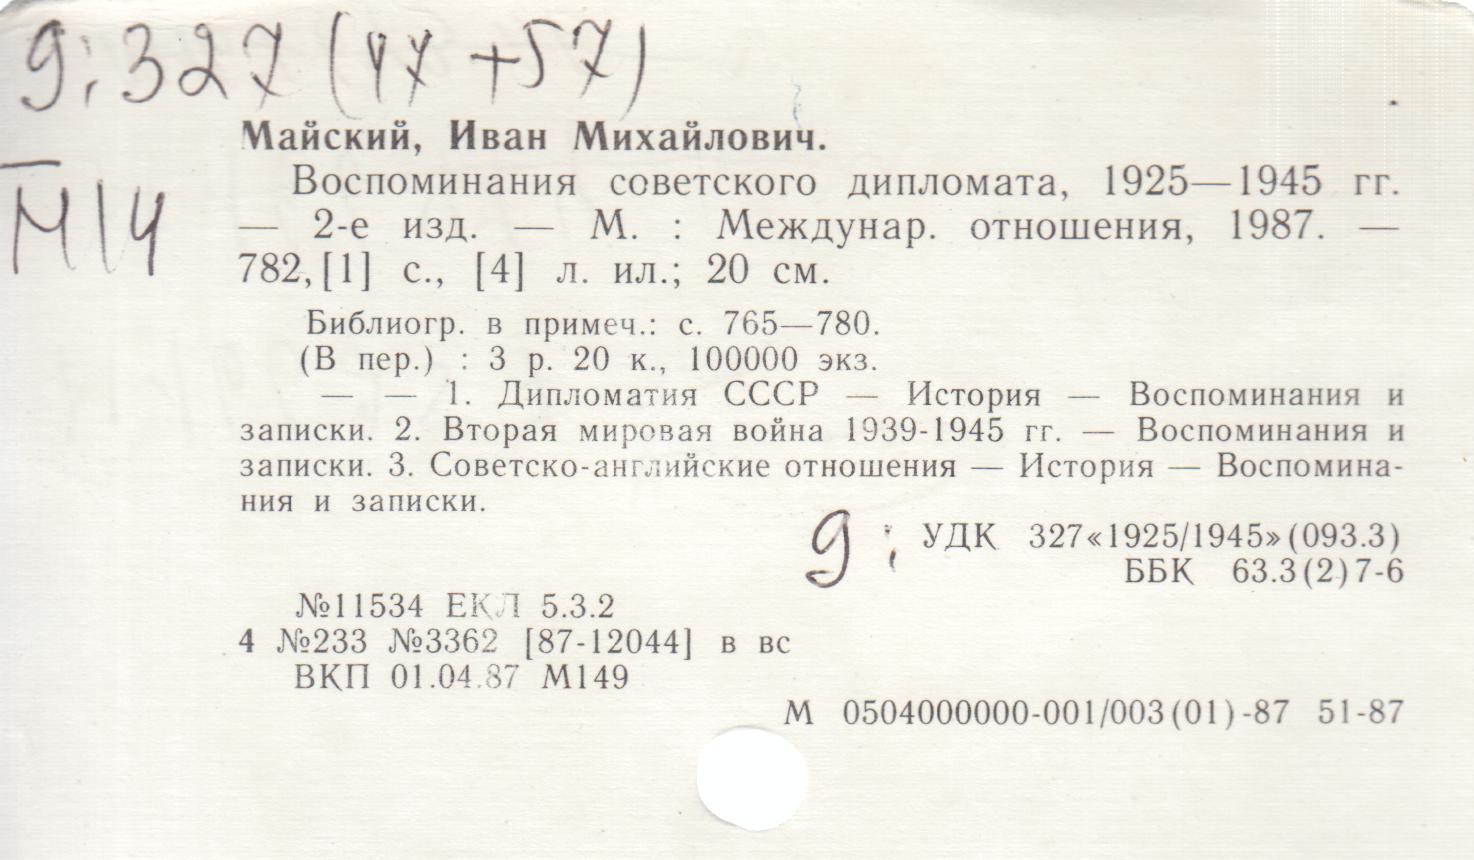 9: 327 (47+57)
Майский, Иван Михайлович.
М14
Воспоминания советского дипломата, 1925—1945 гг.
— 2-е изд. — М. : Междунар. отношения, 1987. —
782,[1] с., [4] л. ил.; 20 см.
Библиогр. в примеч.: с. 765—780.
(В пер.) : 3 р. 20 к., 100000 экз.
— — 1. Дипломатия СССР — История — Воспоминания и
записки. 2. Вторая мировая война 1939-1945 гг. — Воспоминания и
записки. 3. Советско-английские отношения — История — Воспомина-
ния и записки.
9: УДК 327«1925/1945»(093.3)
ББК 63.3(2)7-6
№11534 ЕКЛ 5.3.2
4 №233 №3362 [87-12044] в вс
ВКП 01.04.87 М149
М 0504000000-001/003(01)-87 51-87